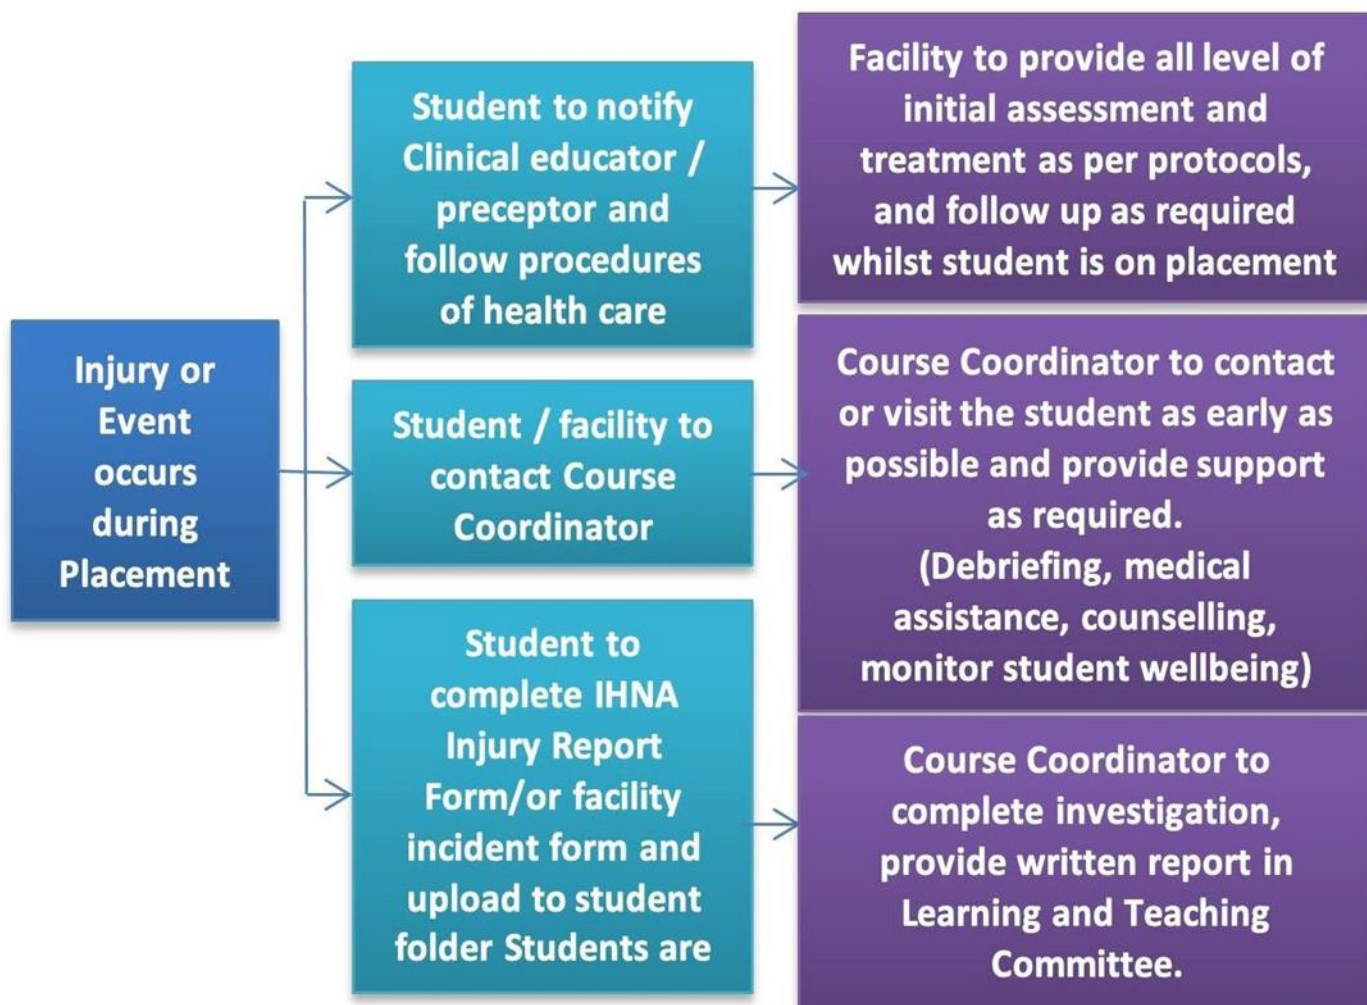 Injury or
Event
occurs
during
Placement
Student to notify
Clinical educator /
preceptor and
follow procedures
of health care
Facility to provide all level of
initial assessment and
treatment as per protocols,
and follow up as required
whilst student is on placement
Student / facility to
contact Course
Coordinator
Course Coordinator to contact
or visit the student as early as
possible and provide support
as required.
(Debriefing, medical
assistance, counselling,
monitor student wellbeing)
Student to
complete IHNA
Injury Report
Form/or facility
incident form and
upload to student
folder Students are
Course Coordinator to
complete investigation,
provide written report in
Learning and Teaching
Committee.